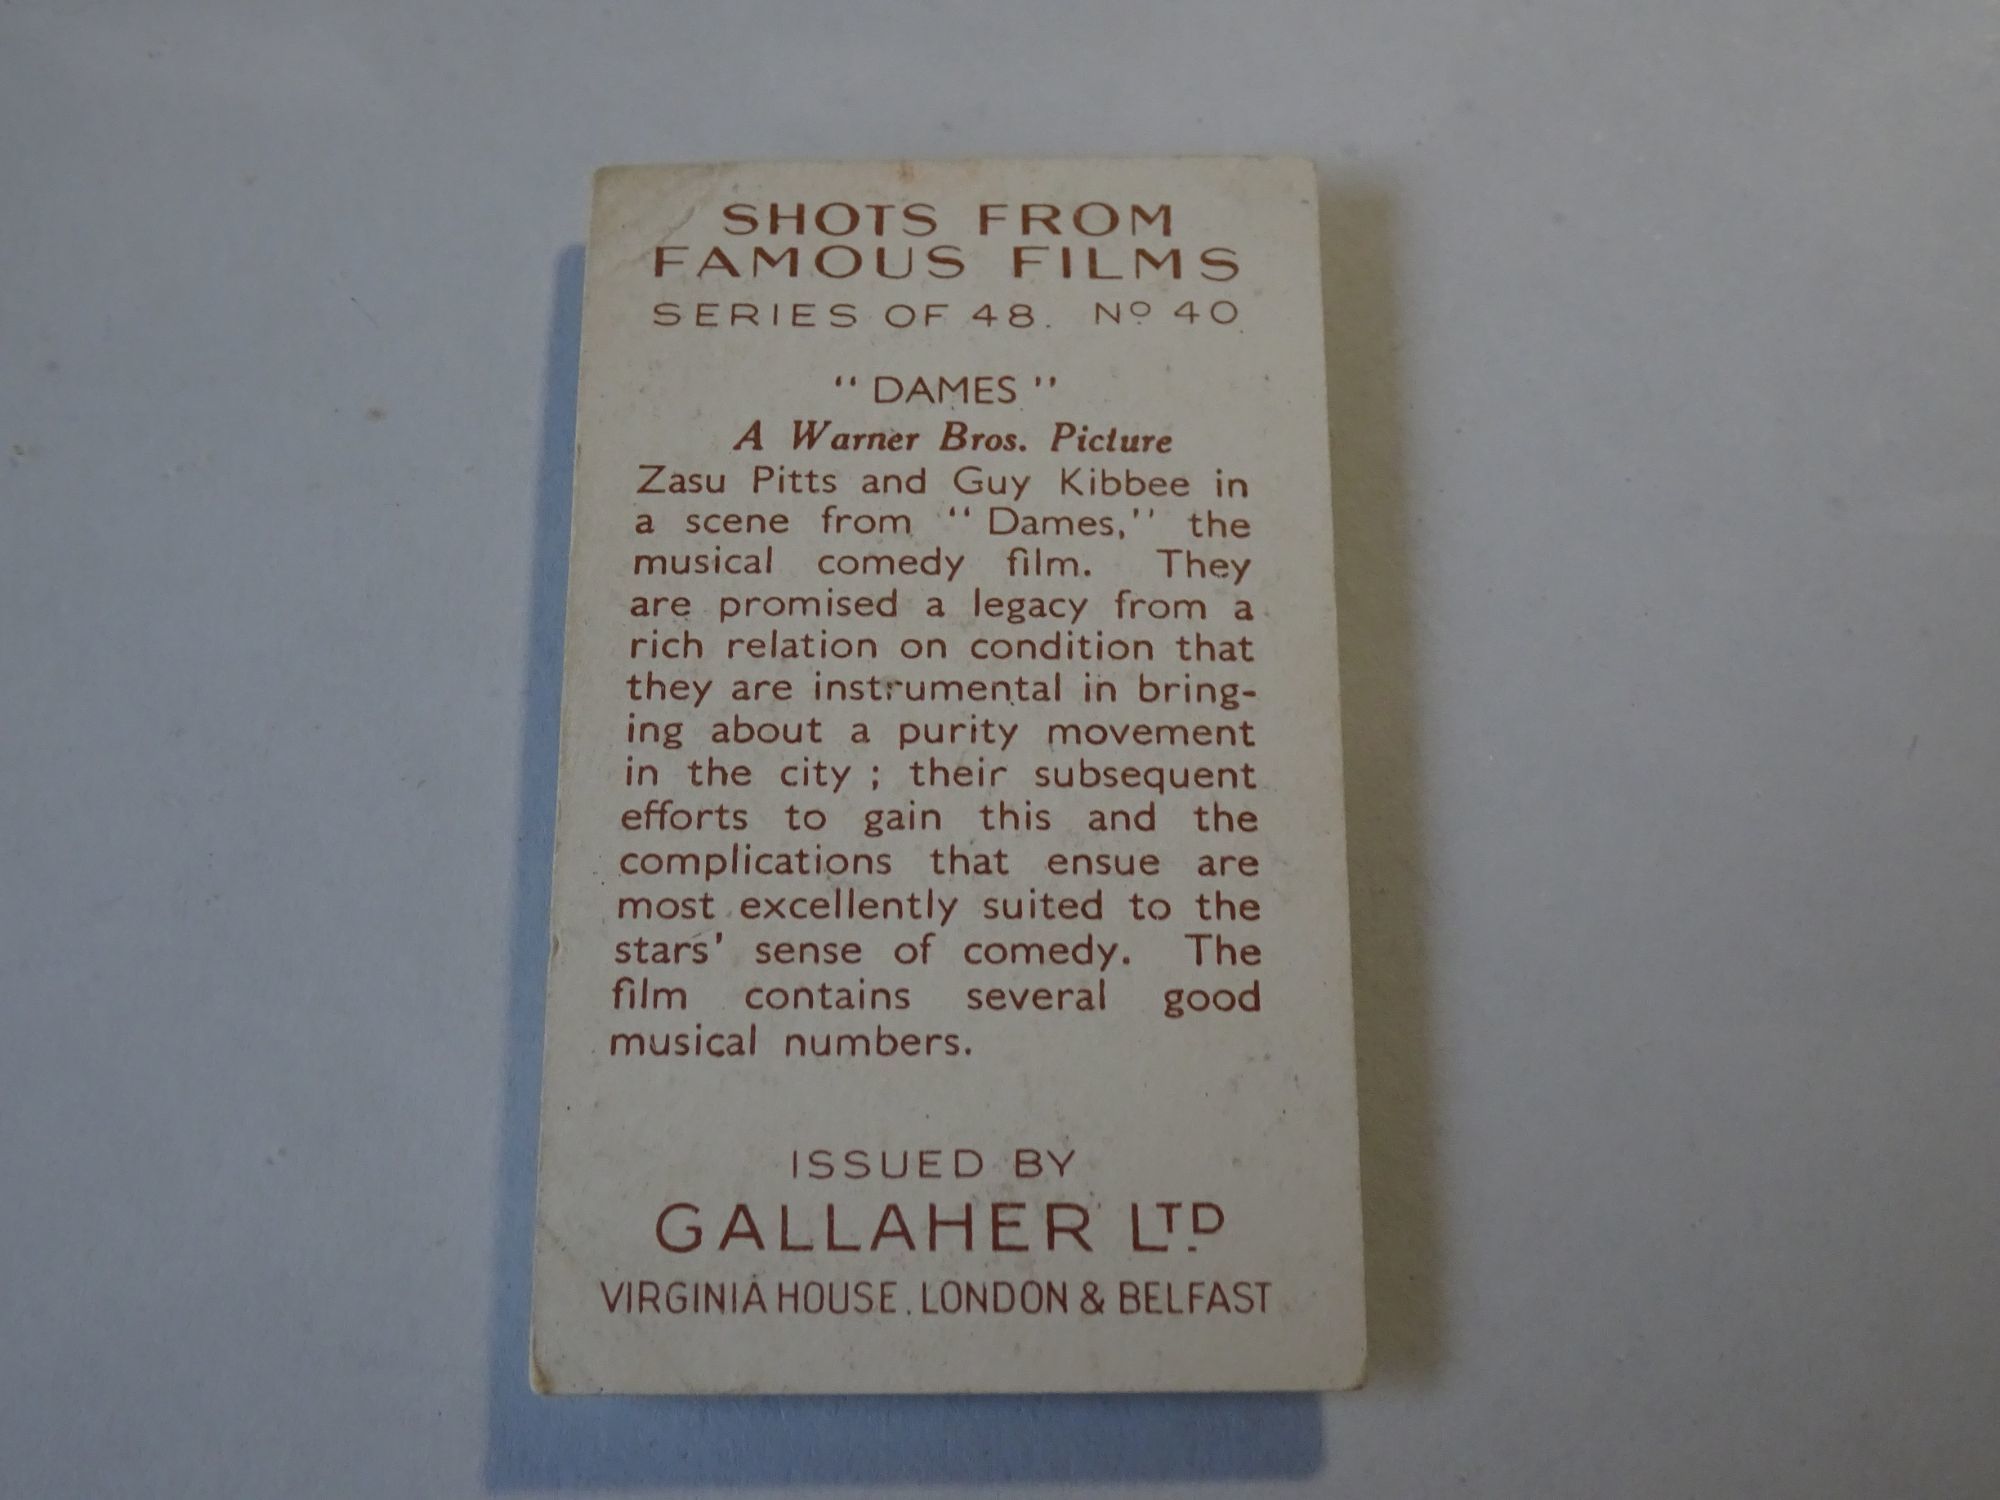 SHOTS FROM
FAMOUS FILMS
SERIES OF 48. Nº 40
"DAMES"
A Warner Bros. Picture
Zasu Pitts and Guy Kibbee in
a scene from "Dames," the
musical comedy film. They
are promised a legacy from a
rich relation on condition that
they are instrumental in bring-
ing about a purity movement
in the city ; their subsequent
efforts to gain this and the
complications that ensue are
most excellently suited to the
stars' sense of comedy. The
film contains several good
musical numbers.
ISSUED BY
GALLAHER LTD.
VIRGINIA HOUSE, LONDON & BELFAST